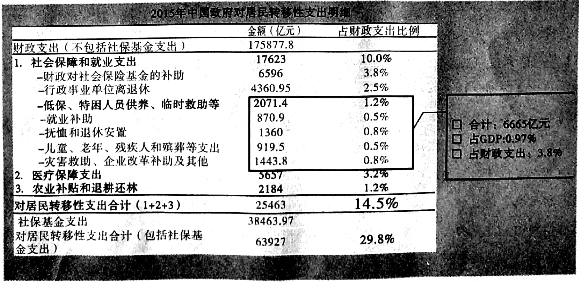 2015年中国政府对居民转移性支出明细
金额（亿元） 占财政支出比例
财政支出（不包括社保基金支出） 175877.8
1. 社会保障和就业支出 17623 10.0%
-财政对社会保险基金的补助 6596 3.8%
-行政事业单位离退休 4360.95 2.5%
-低保、特困人员供养、临时救助等 2071.4 1.2%
-就业补助 870.9 0.5%
-抚恤和退休安置 1360 0.8%
-儿童、老年、残疾人和殡葬等支出 919.5 0.5%
-灾害救助、企业改革补助及其他 1443.8 0.8%
2. 医疗保障支出 5657 3.2%
3. 农业补贴和退耕还林 2184 1.2%
对居民转移性支出合计（1+2+3） 25463 14.5%
社保基金支出 38463.97
对居民转移性支出合计（包括社保基
金支出） 63927 29.8%
□ 合计：6665亿元
□ 占GDP:0.97%
□ 占财政支出：3.8%